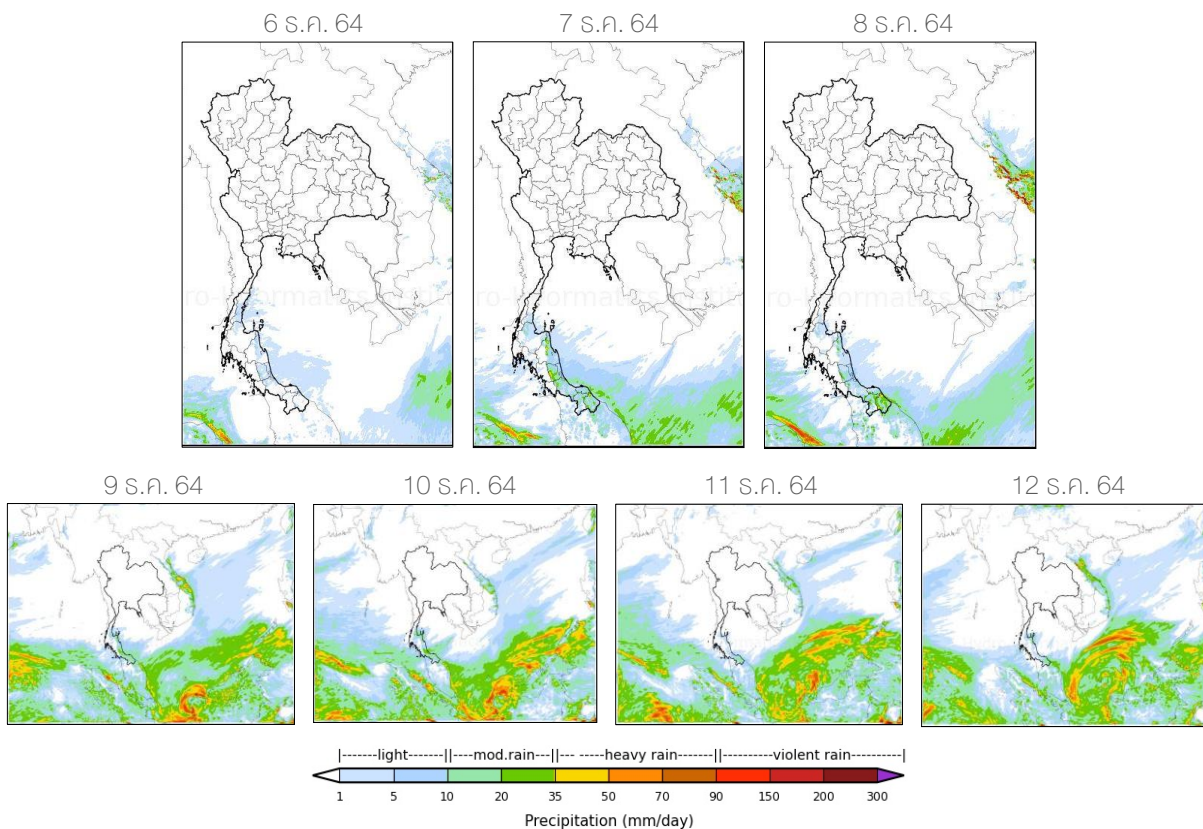 6 ธ.ค. 64
7 ธ.ค. 64
8 ธ.ค. 64
ro-Informatics
9 ธ.ค. 64
10 ธ.ค. 64
11 ธ.ค. 64
12 ธ.ค. 64
|-------light-------||----mod.rain---||--- -----heavy rain--------||--------violent rain----------|
1 5 10 20 35 50 70 90 150 200 300
Precipitation (mm/day)